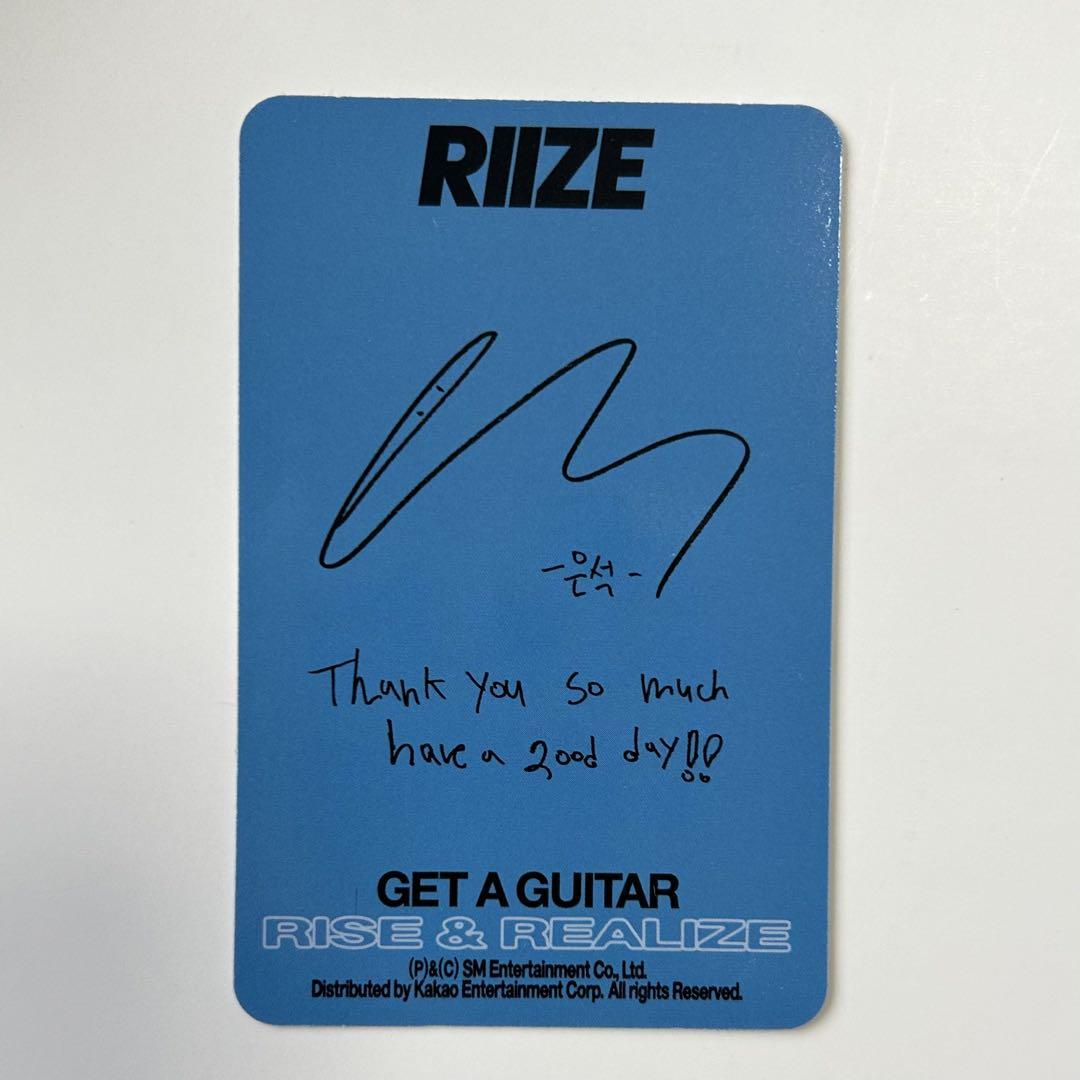 RIIZE
-은석-
Thank you so much
have a good day!!
GET A GUITAR
RISE & REALIZE
(P)&(C) SM Entertainment Co., Ltd.
Distributed by Kakao Entertainment Corp. All rights Reserved.